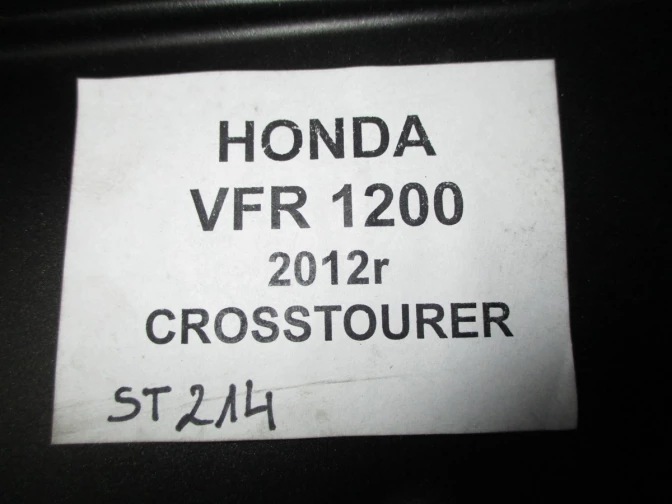 HONDA
VFR 1200
2012r
CROSSTOURER
ST 214